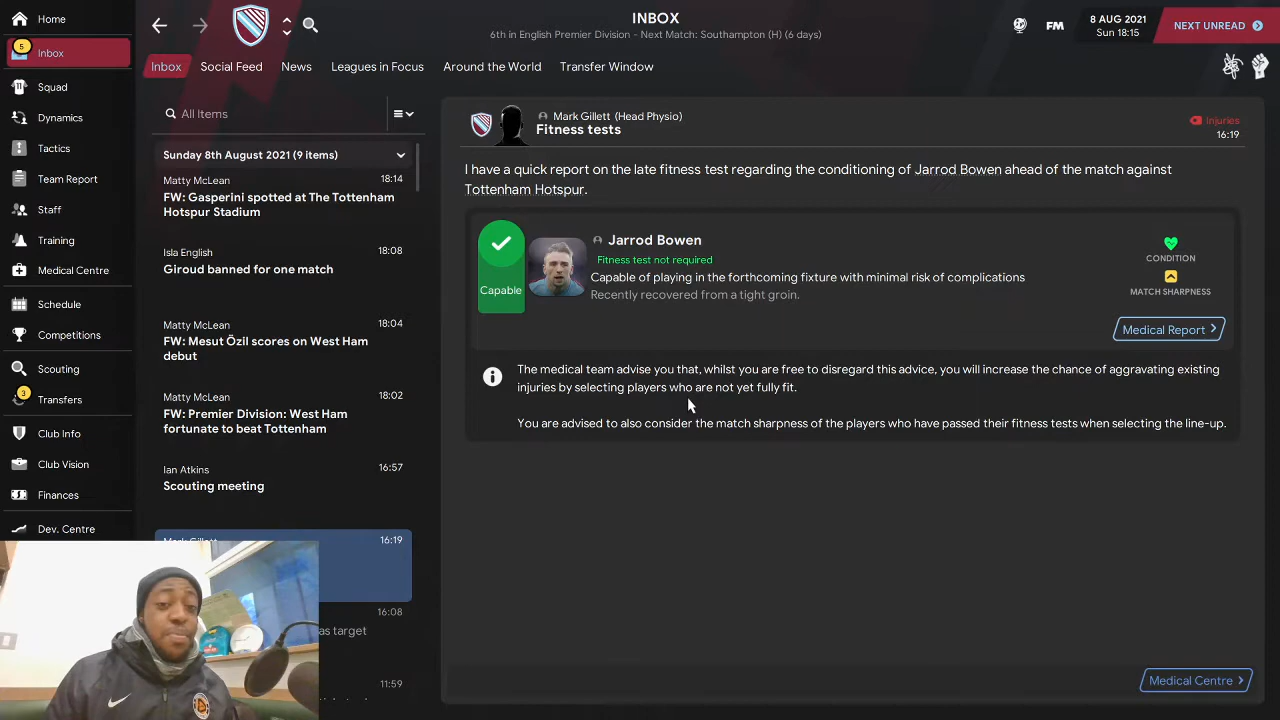 Home
5
Inbox
Squad
Dynamics
Tactics
Team Report
Staff
Training
Medical Centre
Schedule
Competitions
Scouting
3
Transfers
Club Info
Club Vision
Finances
Dev. Centre
INBOX
6th in English Premier Division - Next Match: Southampton (H) (6 days)
FM
8 AUG 2021
Sun 18:15
NEXT UNREAD
Inbox
Social Feed
News
Leagues in Focus
Around the World
Transfer Window
All Items
Sunday 8th August 2021 (9 items)
Matty McLean 18:14
FW: Gasperini spotted at The Tottenham
Hotspur Stadium
Isla English 18:08
Giroud banned for one match
Matty McLean 18:04
FW: Mesut Özil scores on West Ham
debut
Matty McLean 18:02
FW: Premier Division: West Ham
fortunate to beat Tottenham
Ian Atkins 16:57
Scouting meeting
Mark Gillett 16:19
16:08
as target
11:59
Mark Gillett (Head Physio)
Fitness tests
Injuries
16:19
I have a quick report on the late fitness test regarding the conditioning of Jarrod Bowen ahead of the match against
Tottenham Hotspur.
Capable
Jarrod Bowen
Fitness test not required
Capable of playing in the forthcoming fixture with minimal risk of complications
Recently recovered from a tight groin.
CONDITION
MATCH SHARPNESS
Medical Report
The medical team advise you that, whilst you are free to disregard this advice, you will increase the chance of aggravating existing
injuries by selecting players who are not yet fully fit.
You are advised to also consider the match sharpness of the players who have passed their fitness tests when selecting the line-up.
Medical Centre